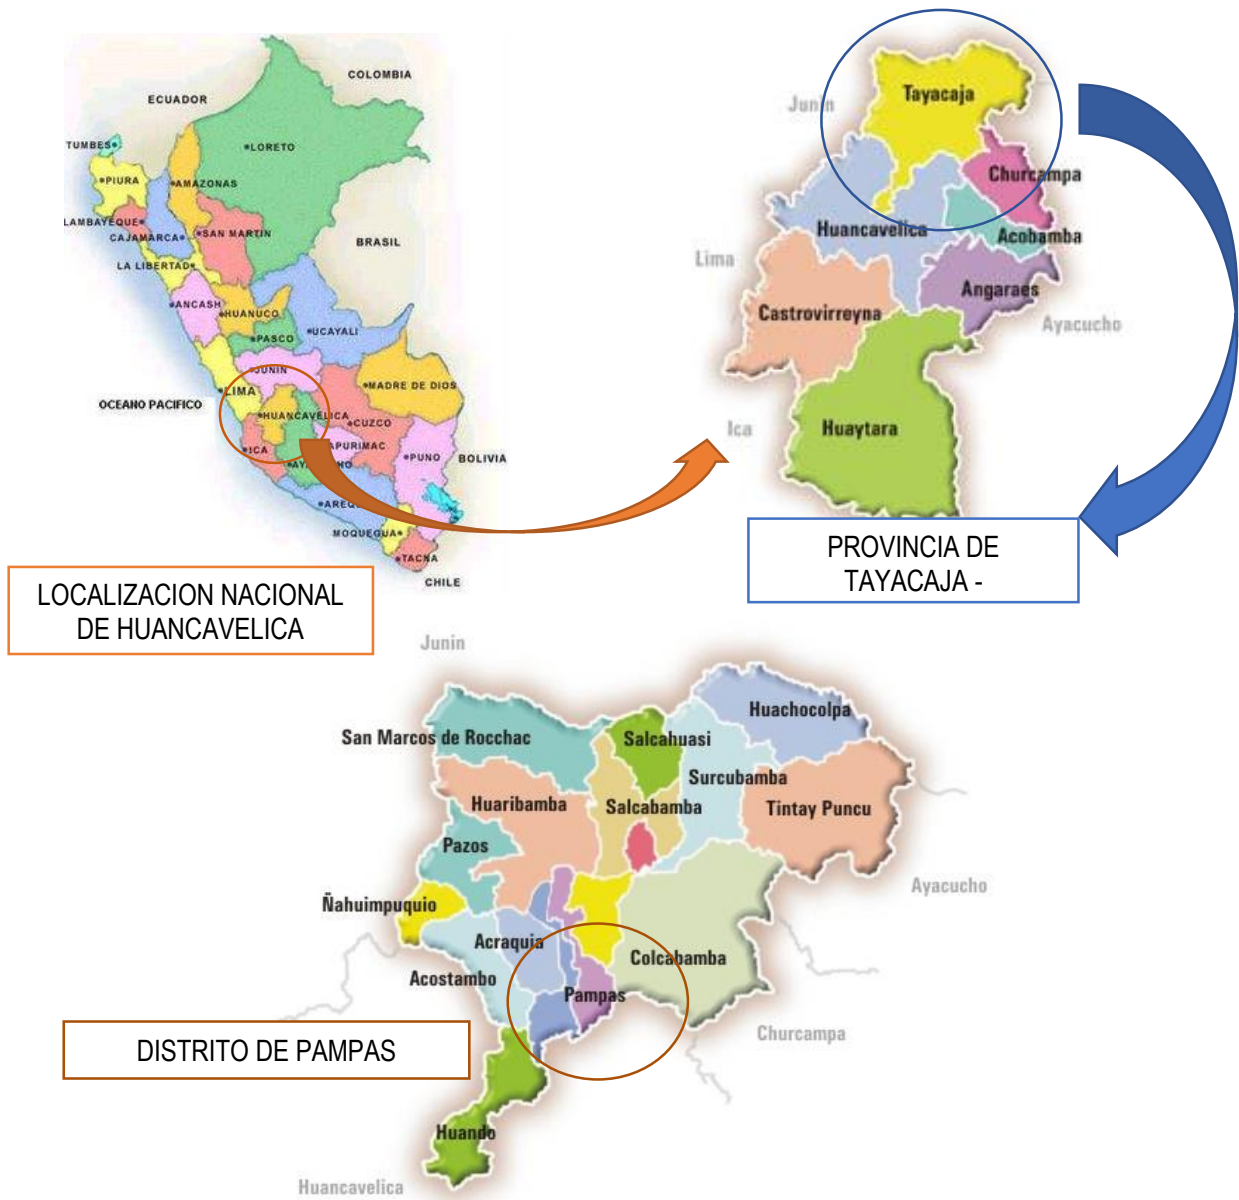 COLOMBIA
ECUADOR
TUMBES
LORETO
PIURA
AMAZONAS
LAMBAYEQUE
SAN MARTIN
CAJAMARCA
BRASIL
LA LIBERTAD
ANCASH
HUANUCO
UCAYALI
PASCO
JUNIN
MADRE DE DIOS
LIMA
OCEANO PACIFICO
HUANCAVELICA
CUZCO
ICA
APURIMAC
PUNO
BOLIVIA
MOQUEGUA
TACNA
CHILE
LOCALIZACION NACIONAL
DE HUANCAVELICA
Tayacaja
Junin
Churcampa
Huancavelica
Acobamba
Lima
Angaraes
Castrovirreyna
Ayacucho
Ica
Huaytara
PROVINCIA DE
TAYACAJA -
Junin
Huachocolpa
San Marcos de Rocchac
Salcahuasi
Surcubamba
Huaribamba
Salcabamba
Tintay Puncu
Pazos
Ayacucho
Ñahuimpuquio
Acraquia
Colcabamba
Acostambo
Pampas
Churcampa
DISTRITO DE PAMPAS
Huando
Huancavelica